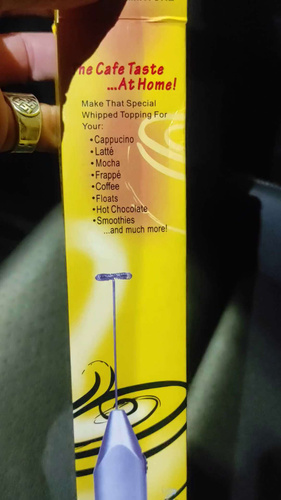 he Cafe Taste
...At Home!
Make That Special
Whipped Topping For
Your:
•Cappucino
•Latté
•Mocha
•Frappé
•Coffee
•Floats
•Hot Chocolate
•Smoothies
...and much more!